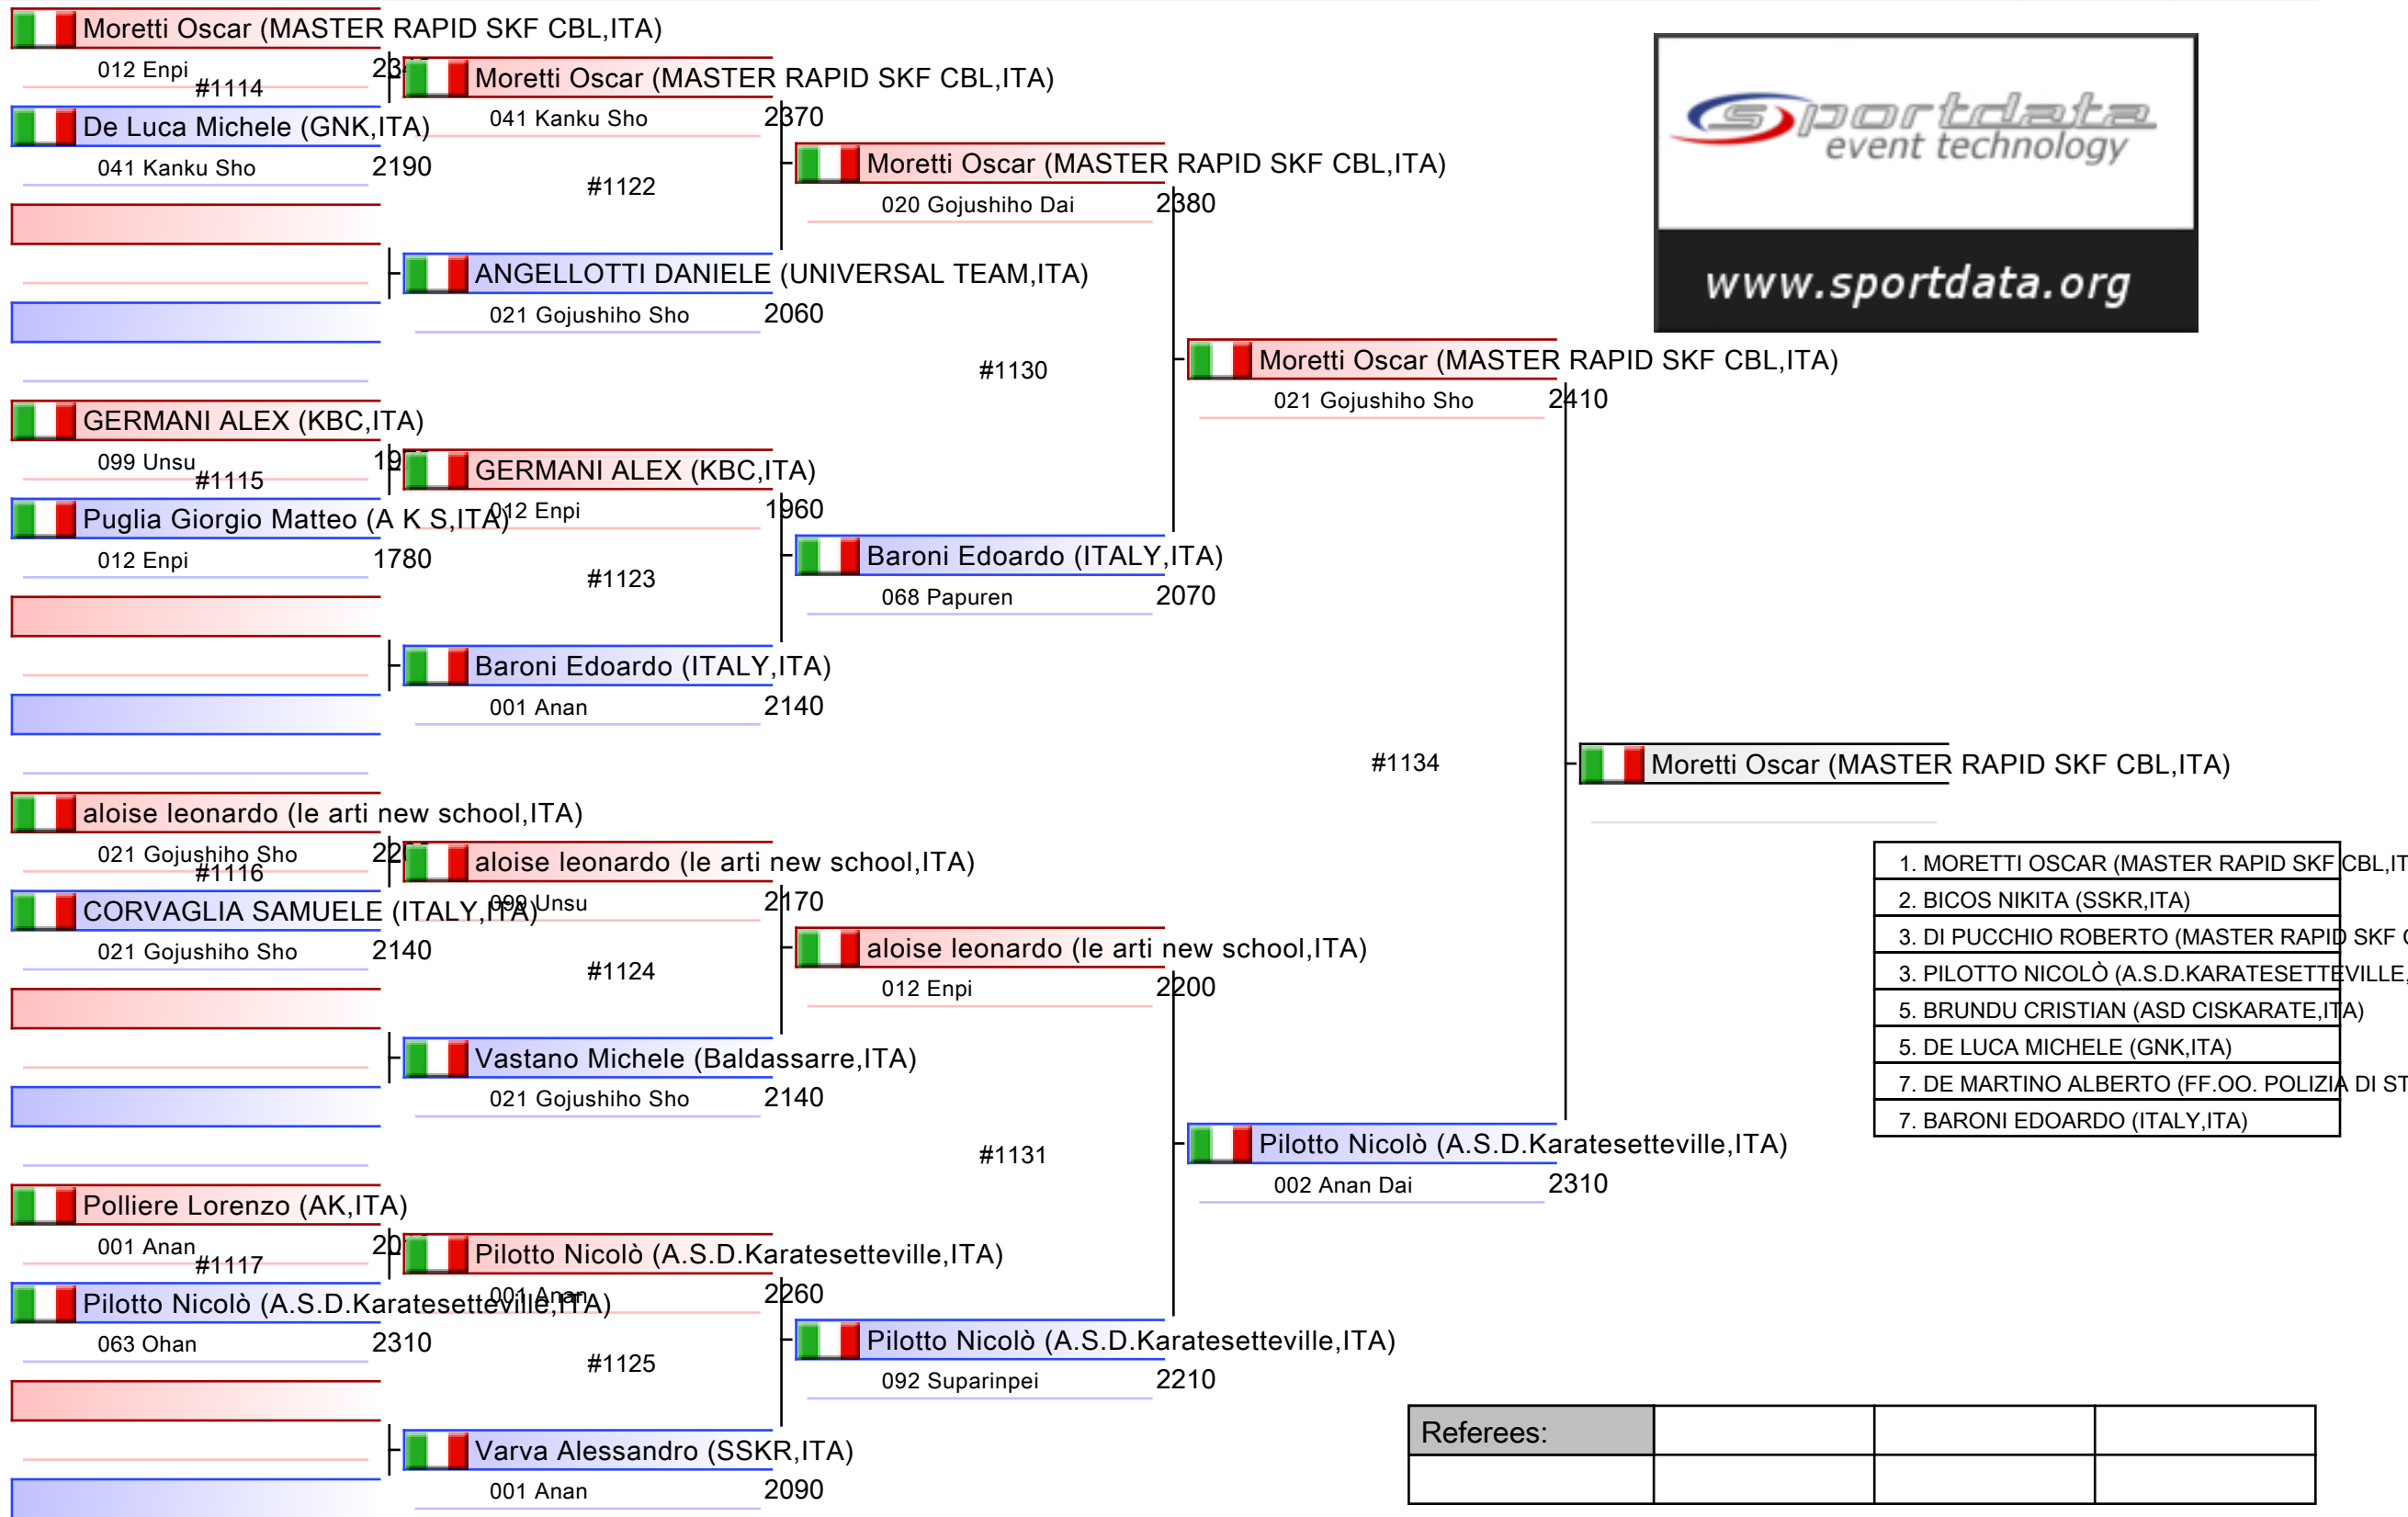 Moretti Oscar (MASTER RAPID SKF CBL,ITA)
012 Enpi
#1114
De Luca Michele (GNK,ITA)
041 Kanku Sho 2190
GERMANI ALEX (KBC,ITA)
099 Unsu
#1115
Puglia Giorgio Matteo (A K S,ITA)
012 Enpi 1780
aloise leonardo (le arti new school,ITA)
021 Gojushiho Sho
#1116
CORVAGLIA SAMUELE (ITALY,ITA)
021 Gojushiho Sho 2140
Polliere Lorenzo (AK,ITA)
001 Anan
#1117
Pilotto Nicolò (A.S.D.Karatesetteville,ITA)
063 Ohan 2310
Moretti Oscar (MASTER RAPID SKF CBL,ITA)
041 Kanku Sho 2370
#1122
ANGELLOTTI DANIELE (UNIVERSAL TEAM,ITA)
021 Gojushiho Sho 2060
GERMANI ALEX (KBC,ITA)
012 Enpi 1960
#1123
Baroni Edoardo (ITALY,ITA)
001 Anan 2140
aloise leonardo (le arti new school,ITA)
099 Unsu 2170
#1124
Vastano Michele (Baldassarre,ITA)
021 Gojushiho Sho 2140
Pilotto Nicolò (A.S.D.Karatesetteville,ITA)
001 Anan 2260
#1125
Varva Alessandro (SSKR,ITA)
001 Anan 2090
Moretti Oscar (MASTER RAPID SKF CBL,ITA)
020 Gojushiho Dai 2380
#1130
Baroni Edoardo (ITALY,ITA)
068 Papuren 2070
aloise leonardo (le arti new school,ITA)
012 Enpi 2200
#1131
Pilotto Nicolò (A.S.D.Karatesetteville,ITA)
092 Suparinpei 2210
Moretti Oscar (MASTER RAPID SKF CBL,ITA)
021 Gojushiho Sho 2410
#1134
Pilotto Nicolò (A.S.D.Karatesetteville,ITA)
002 Anan Dai 2310
Moretti Oscar (MASTER RAPID SKF CBL,ITA)
sportdata
event technology
www.sportdata.org
1. MORETTI OSCAR (MASTER RAPID SKF CBL,IT
2. BICOS NIKITA (SSKR,ITA)
3. DI PUCCHIO ROBERTO (MASTER RAPID SKF
3. PILOTTO NICOLÒ (A.S.D.KARATESETTEVILLE,
5. BRUNDU CRISTIAN (ASD CISKARATE,ITA)
5. DE LUCA MICHELE (GNK,ITA)
7. DE MARTINO ALBERTO (FF.OO. POLIZIA DI ST
7. BARONI EDOARDO (ITALY,ITA)
Referees: